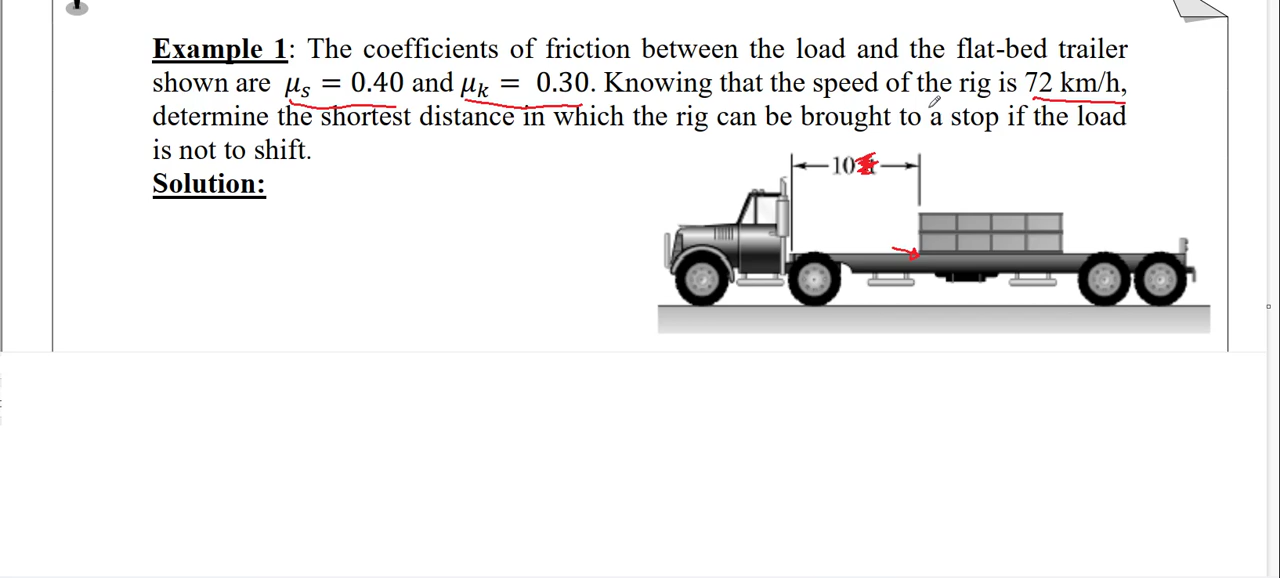 Example 1: The coefficients of friction between the load and the flat-bed trailer
shown are μs = 0.40 and μk = 0.30. Knowing that the speed of the rig is 72 km/h,
determine the shortest distance in which the rig can be brought to a stop if the load
is not to shift.
Solution:
10